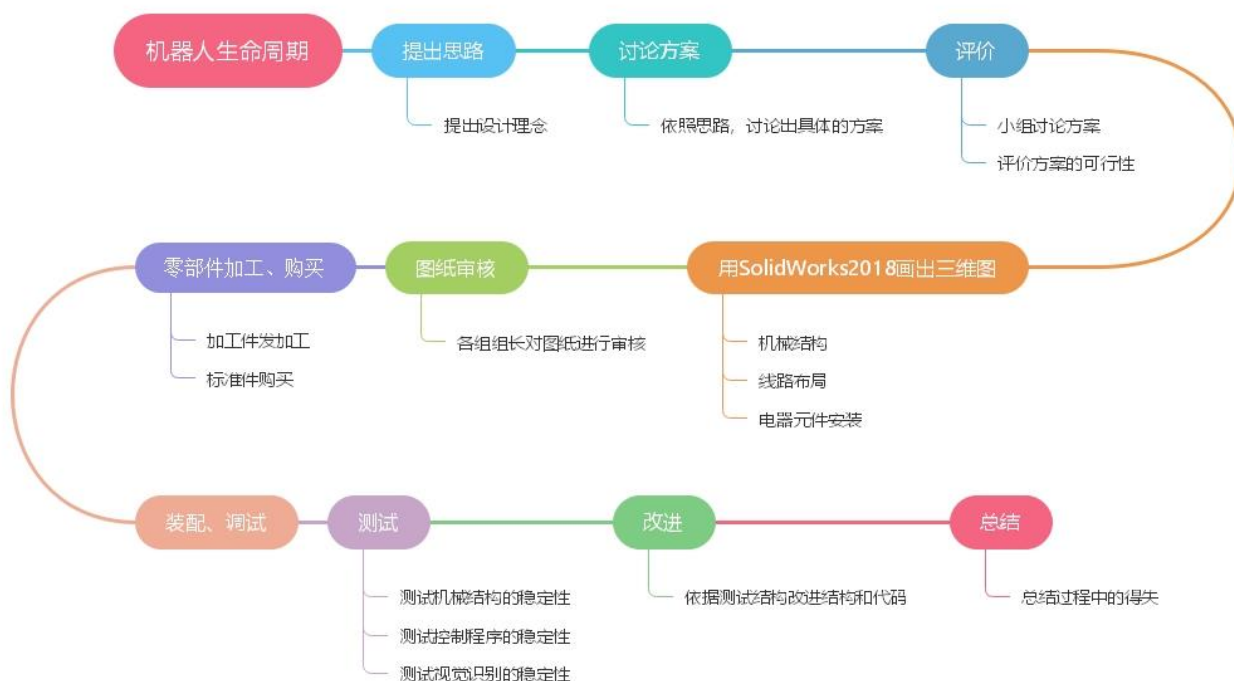 机器人生命周期
提出思路
提出设计理念
讨论方案
依照思路，讨论出具体的方案
评价
小组讨论方案
评价方案的可行性
用SolidWorks2018画出三维图
机械结构
线路布局
电器元件安装
图纸审核
各组组长对图纸进行审核
零部件加工、购买
加工件发加工
标准件购买
装配、调试
测试
测试机械结构的稳定性
测试控制程序的稳定性
测试视觉识别的稳定性
改进
依据测试结构改进结构和代码
总结
总结过程中的得失